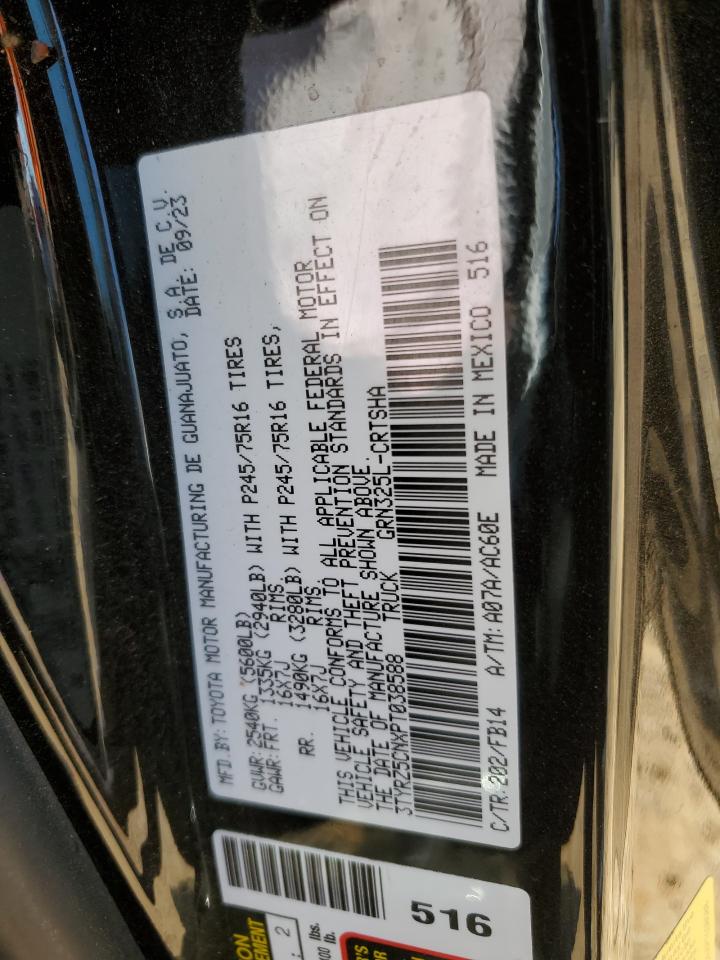 MFD.BY: TOYOTA MOTOR MANUFACTURING DE GUANAJUATO, S.A. DE C.V.
DATE: 09/23
GVWR: 2540KG (5600LB)
GAWR: FRT. 1335KG (2940LB) WITH P245/75R16 TIRES
16X7J RIMS
RR. 1490KG (3280LB) WITH P245/75R16 TIRES,
16X7J RIMS,
THIS VEHICLE CONFORMS TO ALL APPLICABLE FEDERAL MOTOR
VEHICLE SAFETY AND THEFT PREVENTION STANDARDS IN EFFECT ON
THE DATE OF MANUFACTURE SHOWN ABOVE.
3TYRZ5CNXPT038588 TRUCK GRN325L-CRTSHA
C/TR: 202/FB14 A/TM: A07A/AC60E MADE IN MEXICO 516
516
: 2
lbs.